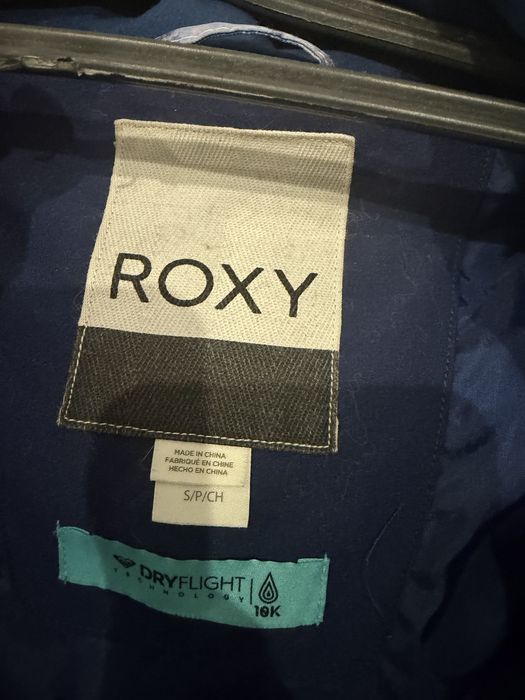 ROXY
MADE IN CHINA
FABRIQUÉ EN CHINE
HECHO EN CHINA
S/P/CH
DRYFLIGHT
TECHNOLOGY
10K